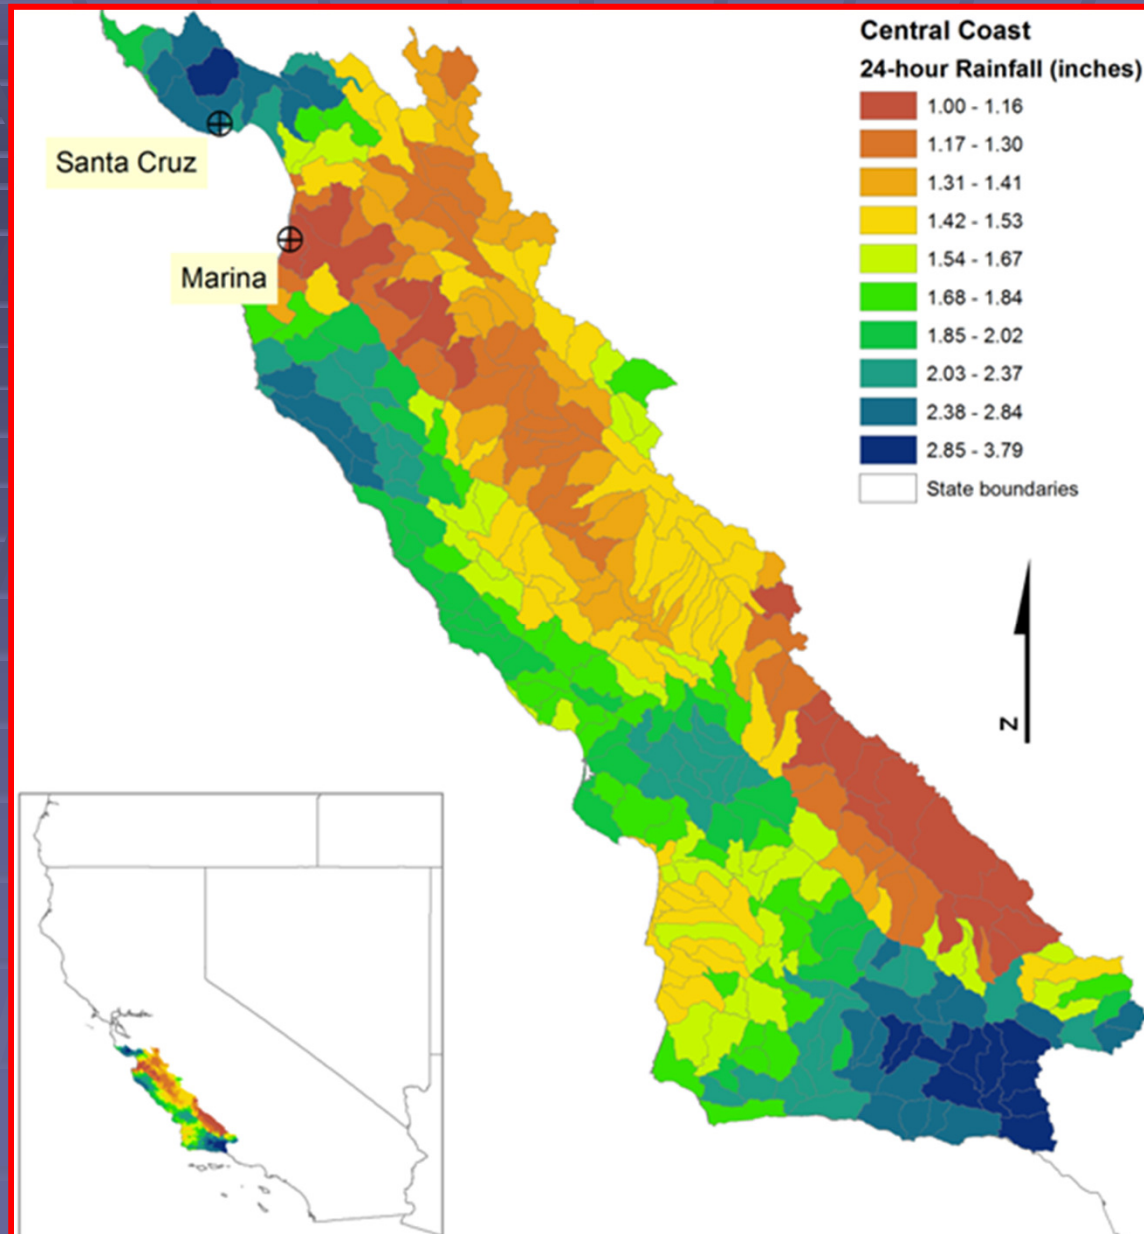 Central Coast
24-hour Rainfall (inches)
1.00 - 1.16
1.17 - 1.30
1.31 - 1.41
1.42 - 1.53
1.54 - 1.67
1.68 - 1.84
1.85 - 2.02
2.03 - 2.37
2.38 - 2.84
2.85 - 3.79
State boundaries
Santa Cruz
Marina
N